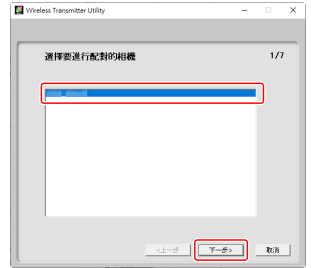 Wireless Transmitter Utility
選擇要進行配對的相機 1/7
<上一步 下一步> 取消